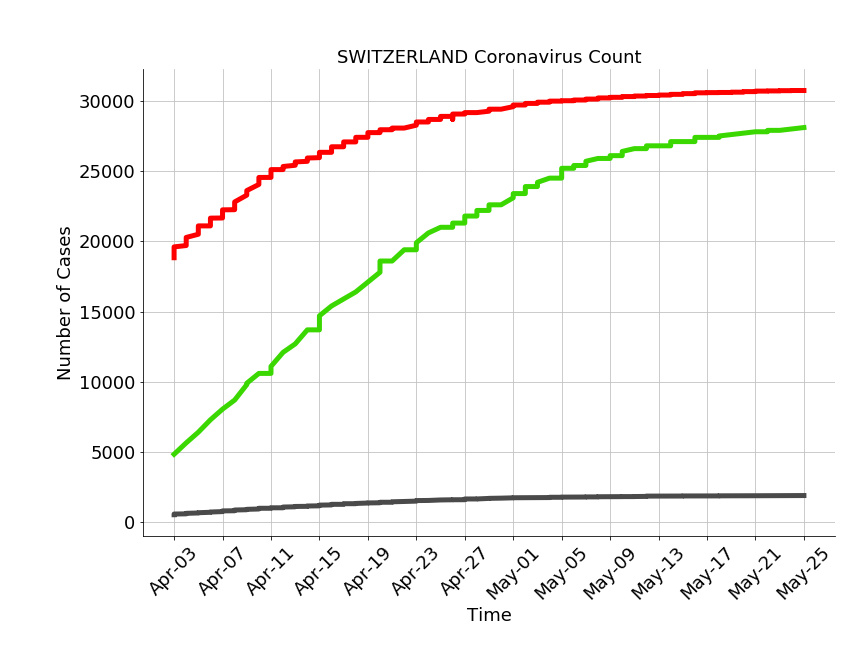 SWITZERLAND Coronavirus Count
Number of Cases
30000
25000
20000
15000
10000
5000
0
Apr-03
Apr-07
Apr-11
Apr-15
Apr-19
Apr-23
Apr-27
May-01
May-05
May-09
May-13
May-17
May-21
May-25
Time